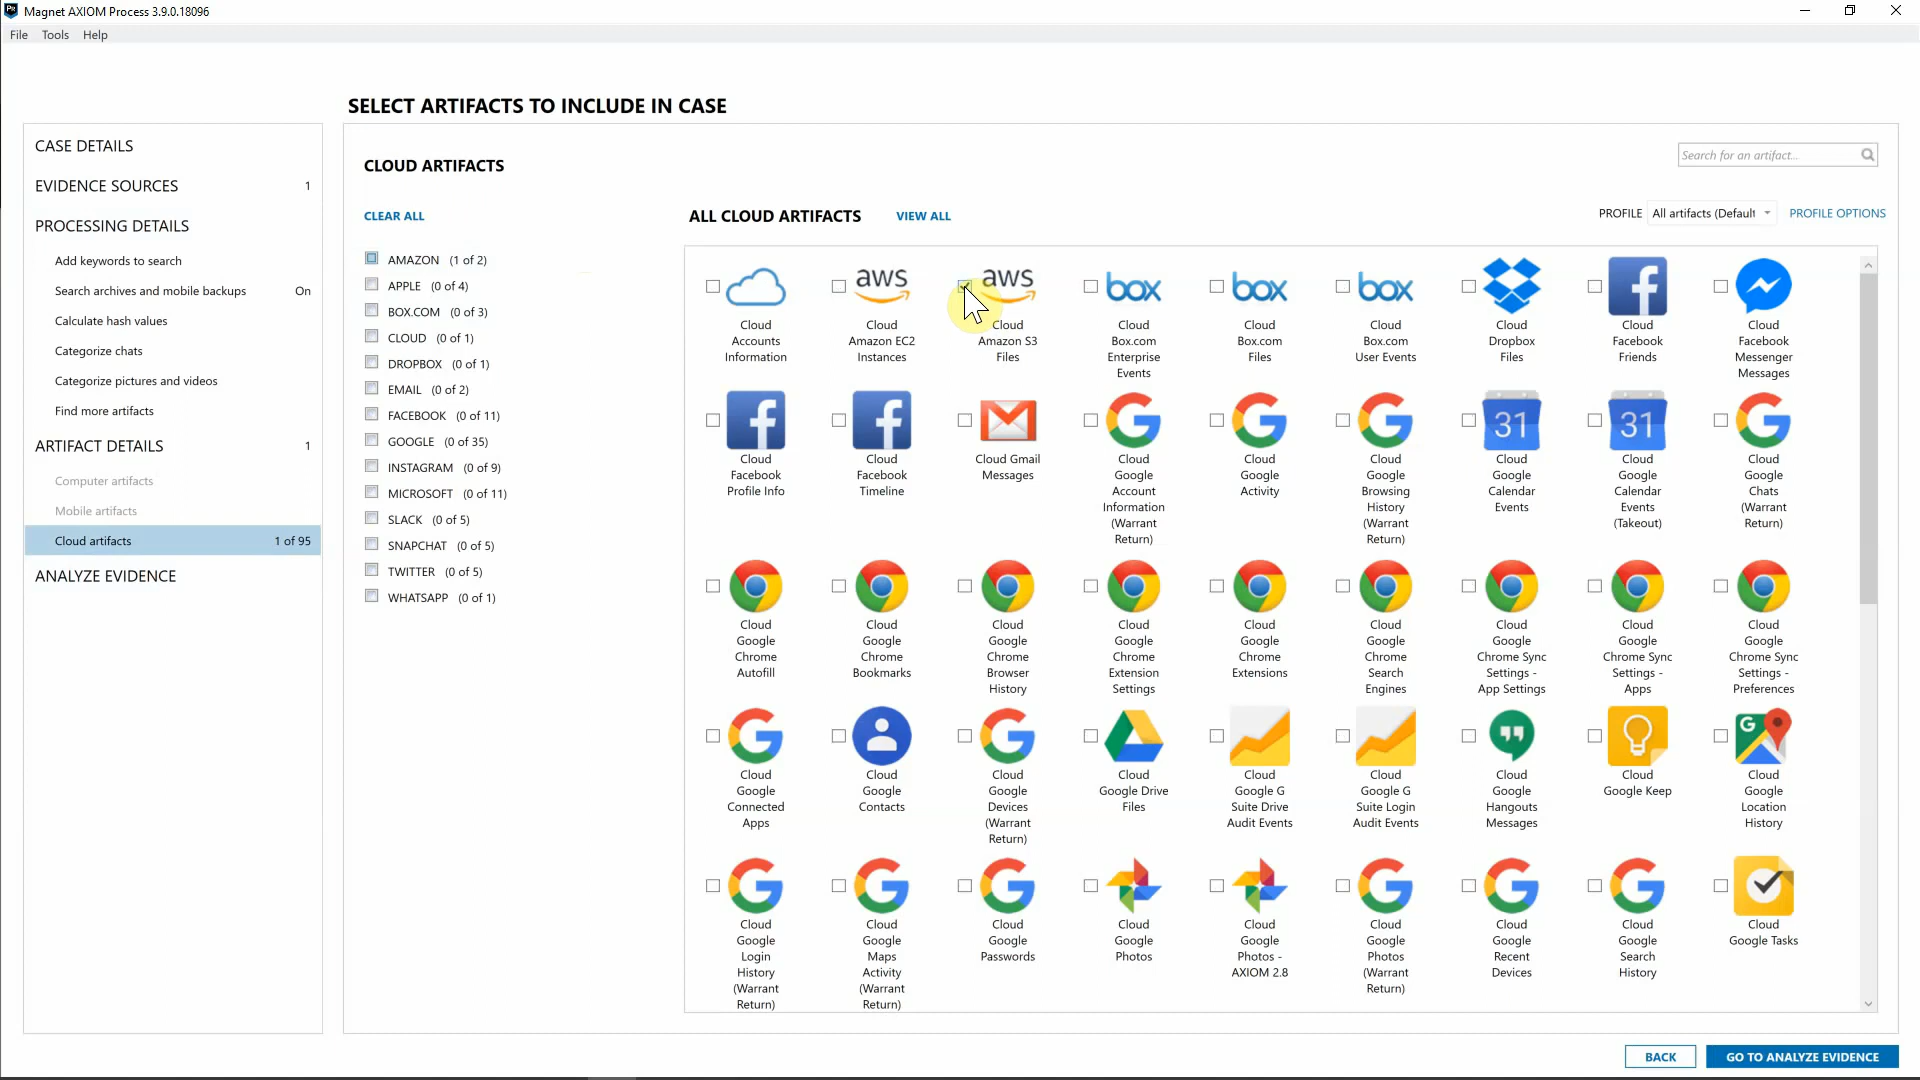 Magnet AXIOM Process 3.9.0.18096
File Tools Help
SELECT ARTIFACTS TO INCLUDE IN CASE
CASE DETAILS
EVIDENCE SOURCES 1
PROCESSING DETAILS
Add keywords to search
Search archives and mobile backups On
Calculate hash values
Categorize chats
Categorize pictures and videos
Find more artifacts
ARTIFACT DETAILS 1
Computer artifacts
Mobile artifacts
Cloud artifacts 1 of 95
ANALYZE EVIDENCE
CLOUD ARTIFACTS
Search for an artifact...
CLEAR ALL
AMAZON (1 of 2)
APPLE (0 of 4)
BOX.COM (0 of 3)
CLOUD (0 of 1)
DROPBOX (0 of 1)
EMAIL (0 of 2)
FACEBOOK (0 of 11)
GOOGLE (0 of 35)
INSTAGRAM (0 of 9)
MICROSOFT (0 of 11)
SLACK (0 of 5)
SNAPCHAT (0 of 5)
TWITTER (0 of 5)
WHATSAPP (0 of 1)
ALL CLOUD ARTIFACTS VIEW ALL
PROFILE All artifacts (Default PROFILE OPTIONS
Cloud
Accounts
Information
aws
Cloud
Amazon EC2
Instances
aws
Cloud
Amazon S3
Files
box
Cloud
Box.com
Enterprise
Events
box
Cloud
Box.com
Files
box
Cloud
Box.com
User Events
Cloud
Dropbox
Files
Cloud
Facebook
Friends
Cloud
Facebook
Messenger
Messages
Cloud
Facebook
Profile Info
Cloud
Facebook
Timeline
Cloud Gmail
Messages
Cloud
Google
Account
Information
(Warrant
Return)
Cloud
Google
Activity
Cloud
Google
Browsing
History
(Warrant
Return)
31
Cloud
Google
Calendar
Events
31
Cloud
Google
Calendar
Events
(Takeout)
Cloud
Google
Chats
(Warrant
Return)
Cloud
Google
Chrome
Autofill
Cloud
Google
Chrome
Bookmarks
Cloud
Google
Chrome
Browser
History
Cloud
Google
Chrome
Extension
Settings
Cloud
Google
Chrome
Extensions
Cloud
Google
Chrome
Search
Engines
Cloud
Google
Chrome Sync
Settings -
App Settings
Cloud
Google
Chrome Sync
Settings -
Apps
Cloud
Google
Chrome Sync
Settings -
Preferences
Cloud
Google
Connected
Apps
Cloud
Google
Contacts
Cloud
Google
Devices
(Warrant
Return)
Cloud
Google Drive
Files
Cloud
Google G
Suite Drive
Audit Events
Cloud
Google G
Suite Login
Audit Events
Cloud
Google
Hangouts
Messages
Cloud
Google Keep
Cloud
Google
Location
History
Cloud
Google
Login
History
(Warrant
Return)
Cloud
Google
Maps
Activity
(Warrant
Return)
Cloud
Google
Passwords
Cloud
Google
Photos
Cloud
Google
Photos -
AXIOM 2.8
Cloud
Google
Photos
(Warrant
Return)
Cloud
Google
Recent
Devices
Cloud
Google
Search
History
Cloud
Google Tasks
BACK GO TO ANALYZE EVIDENCE